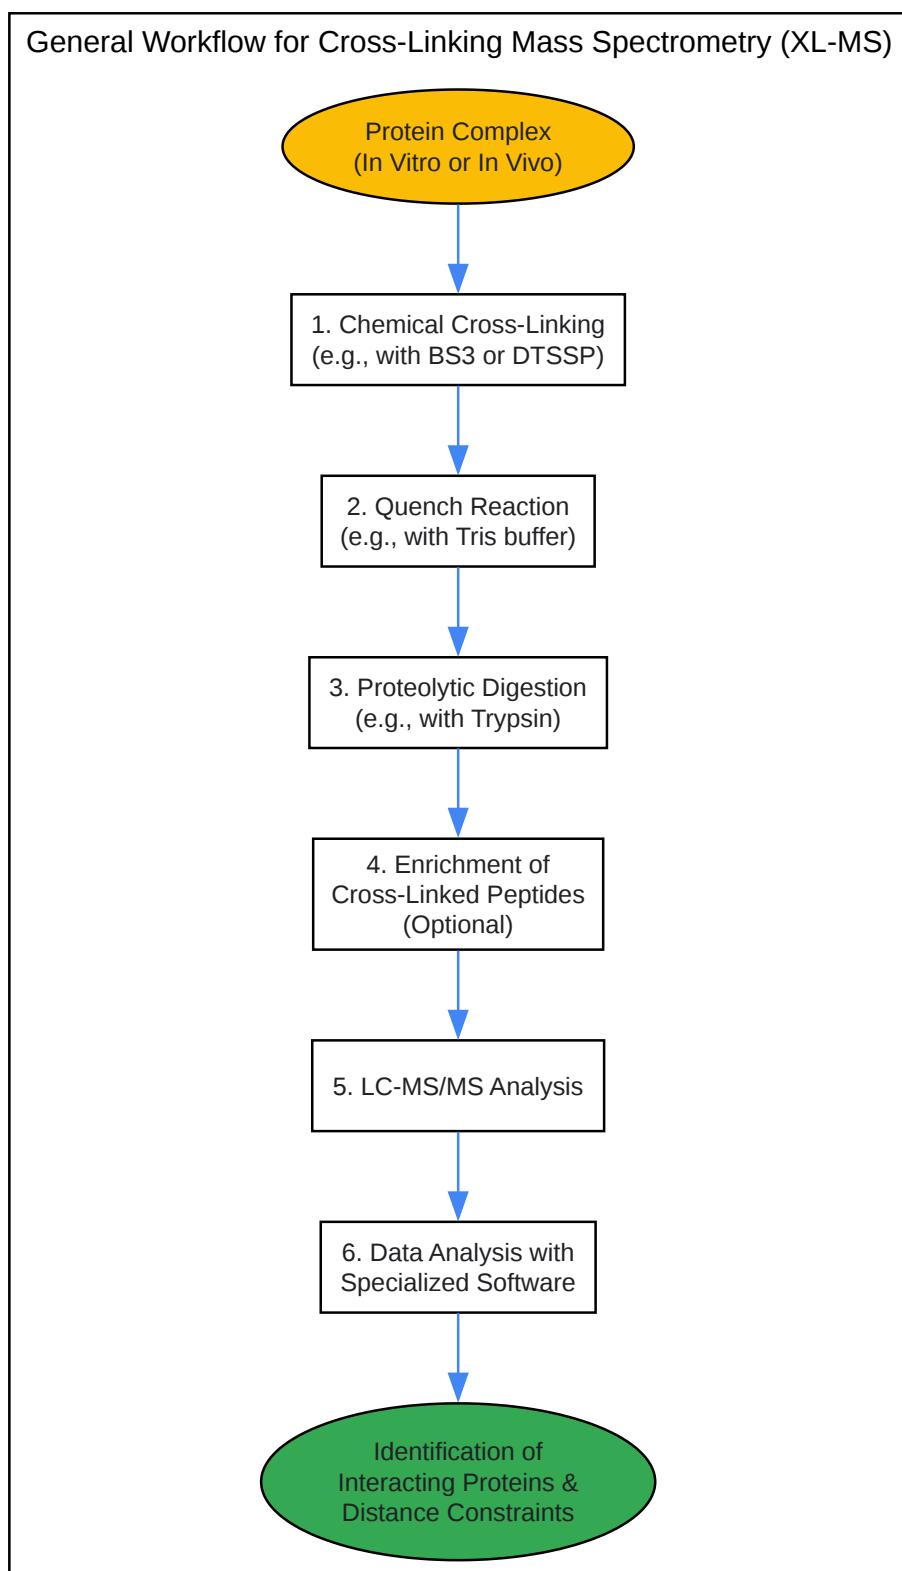 General Workflow for Cross-Linking Mass Spectrometry (XL-MS)
Protein Complex
(In Vitro or In Vivo)
1. Chemical Cross-Linking
(e.g., with BS3 or DTSSP)
2. Quench Reaction
(e.g., with Tris buffer)
3. Proteolytic Digestion
(e.g., with Trypsin)
4. Enrichment of
Cross-Linked Peptides
(Optional)
5. LC-MS/MS Analysis
6. Data Analysis with
Specialized Software
Identification of
Interacting Proteins &
Distance Constraints